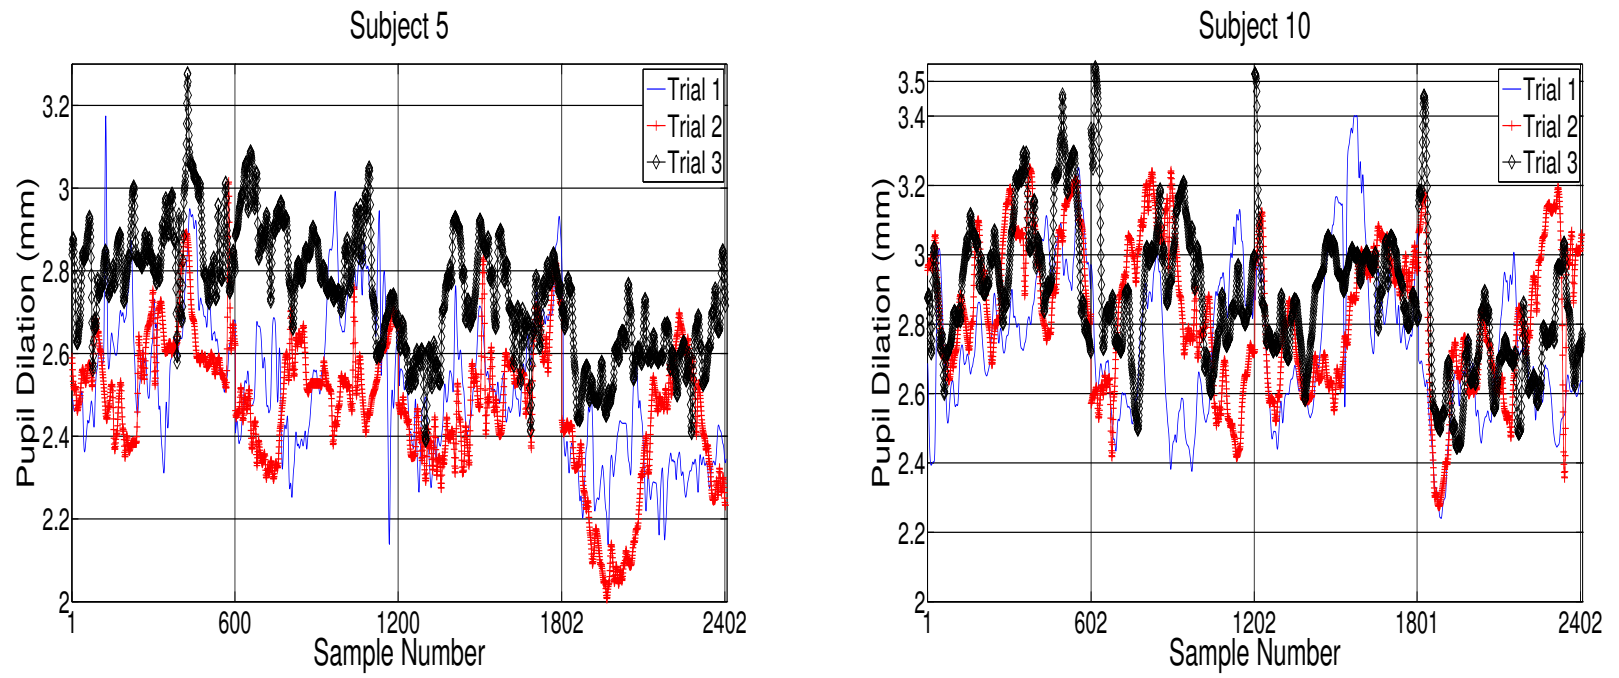 Subject 5
Pupil Dilation (mm)
3.2
3
2.8
2.6
2.4
2.2
2
1
600
1200
1802
2402
Sample Number
Trial 1
Trial 2
Trial 3
Subject 10
Pupil Dilation (mm)
3.5
3.4
3.2
3
2.8
2.6
2.4
2.2
2
1
602
1202
1801
2402
Sample Number
Trial 1
Trial 2
Trial 3